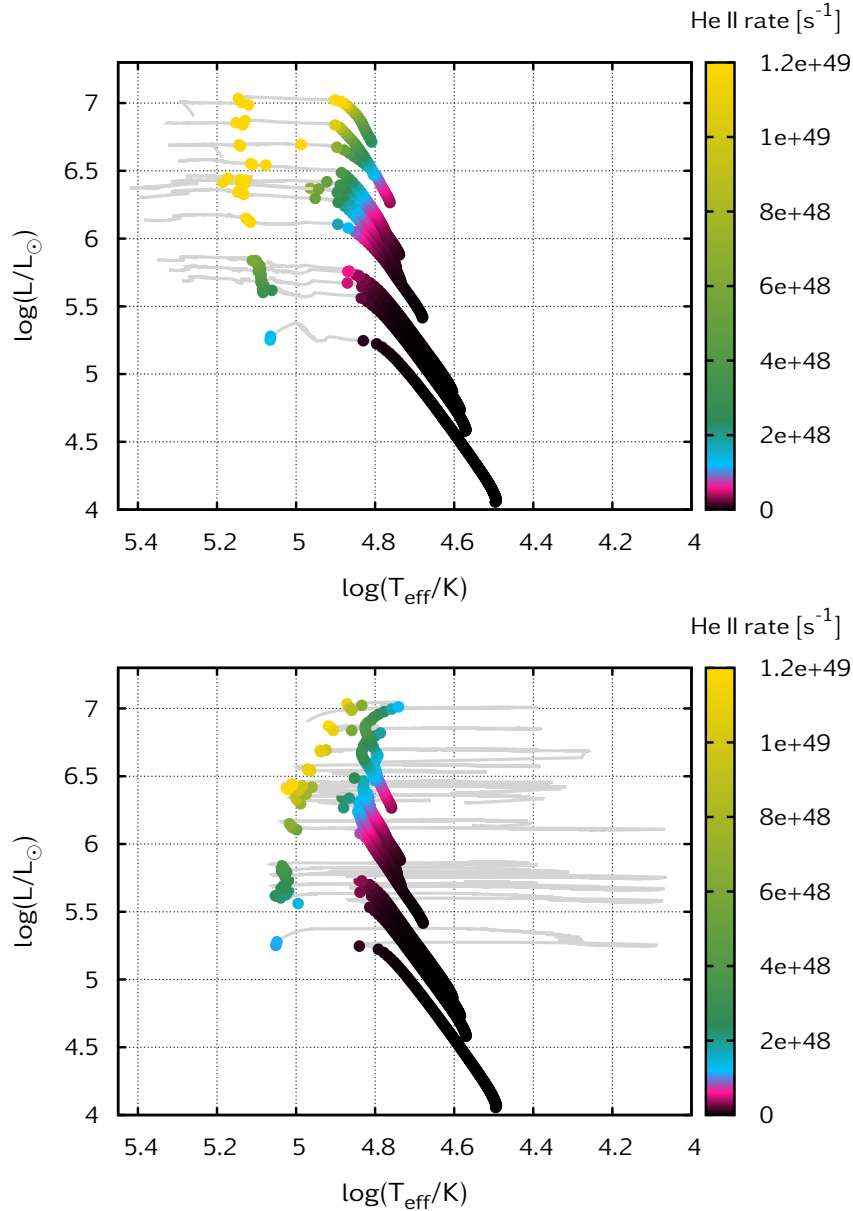 He II rate [s⁻¹]
1.2e+49
7
1e+49
6.5
8e+48
6
6e+48
log(L/L☉)
5.5
4e+48
5
2e+48
4.5
4
0
5.4 5.2 5 4.8 4.6 4.4 4.2 4
log(T_eff/K)
He II rate [s⁻¹]
1.2e+49
7
1e+49
6.5
8e+48
6
6e+48
log(L/L☉)
5.5
4e+48
5
2e+48
4.5
4
0
5.4 5.2 5 4.8 4.6 4.4 4.2 4
log(T_eff/K)